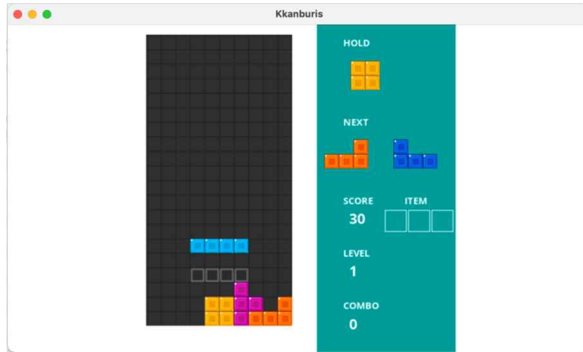 Kkanburis
HOLD
NEXT
SCORE ITEM
30
LEVEL
1
COMBO
0